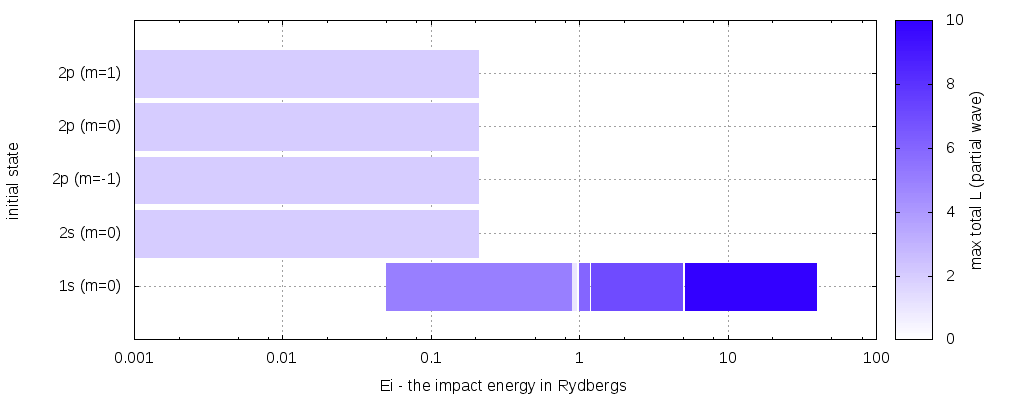 initial state
2p (m=1)
2p (m=0)
2p (m=-1)
2s (m=0)
1s (m=0)
0.001 0.01 0.1 1 10 100
Ei - the impact energy in Rydbergs
10
8
6
4
2
0
max total L (partial wave)